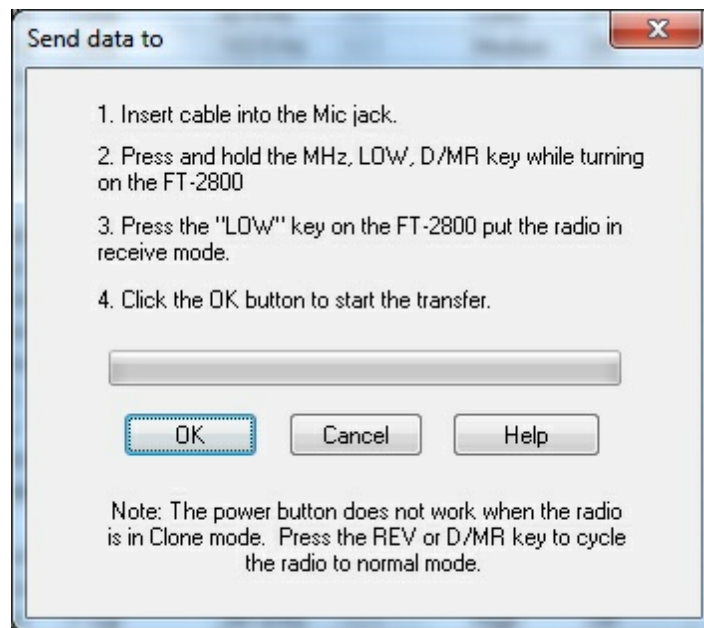 Send data to
1. Insert cable into the Mic jack.
2. Press and hold the MHz, LOW, D/MR key while turning
on the FT-2800
3. Press the "LOW" key on the FT-2800 put the radio in
receive mode.
4. Click the OK button to start the transfer.
OK Cancel Help
Note: The power button does not work when the radio
is in Clone mode.  Press the REV or D/MR key to cycle
the radio to normal mode.